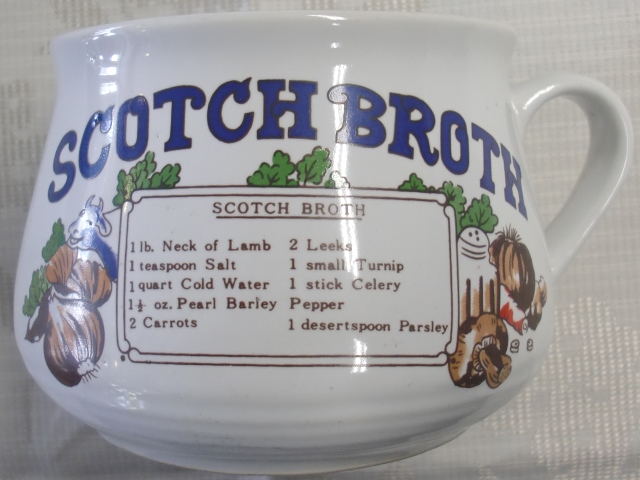 SCOTCH BROTH
SCOTCH BROTH
1 lb. Neck of Lamb
1 teaspoon Salt
1 quart Cold Water
1½ oz. Pearl Barley
2 Carrots
2 Leeks
1 small Turnip
1 stick Celery
Pepper
1 desertspoon Parsley